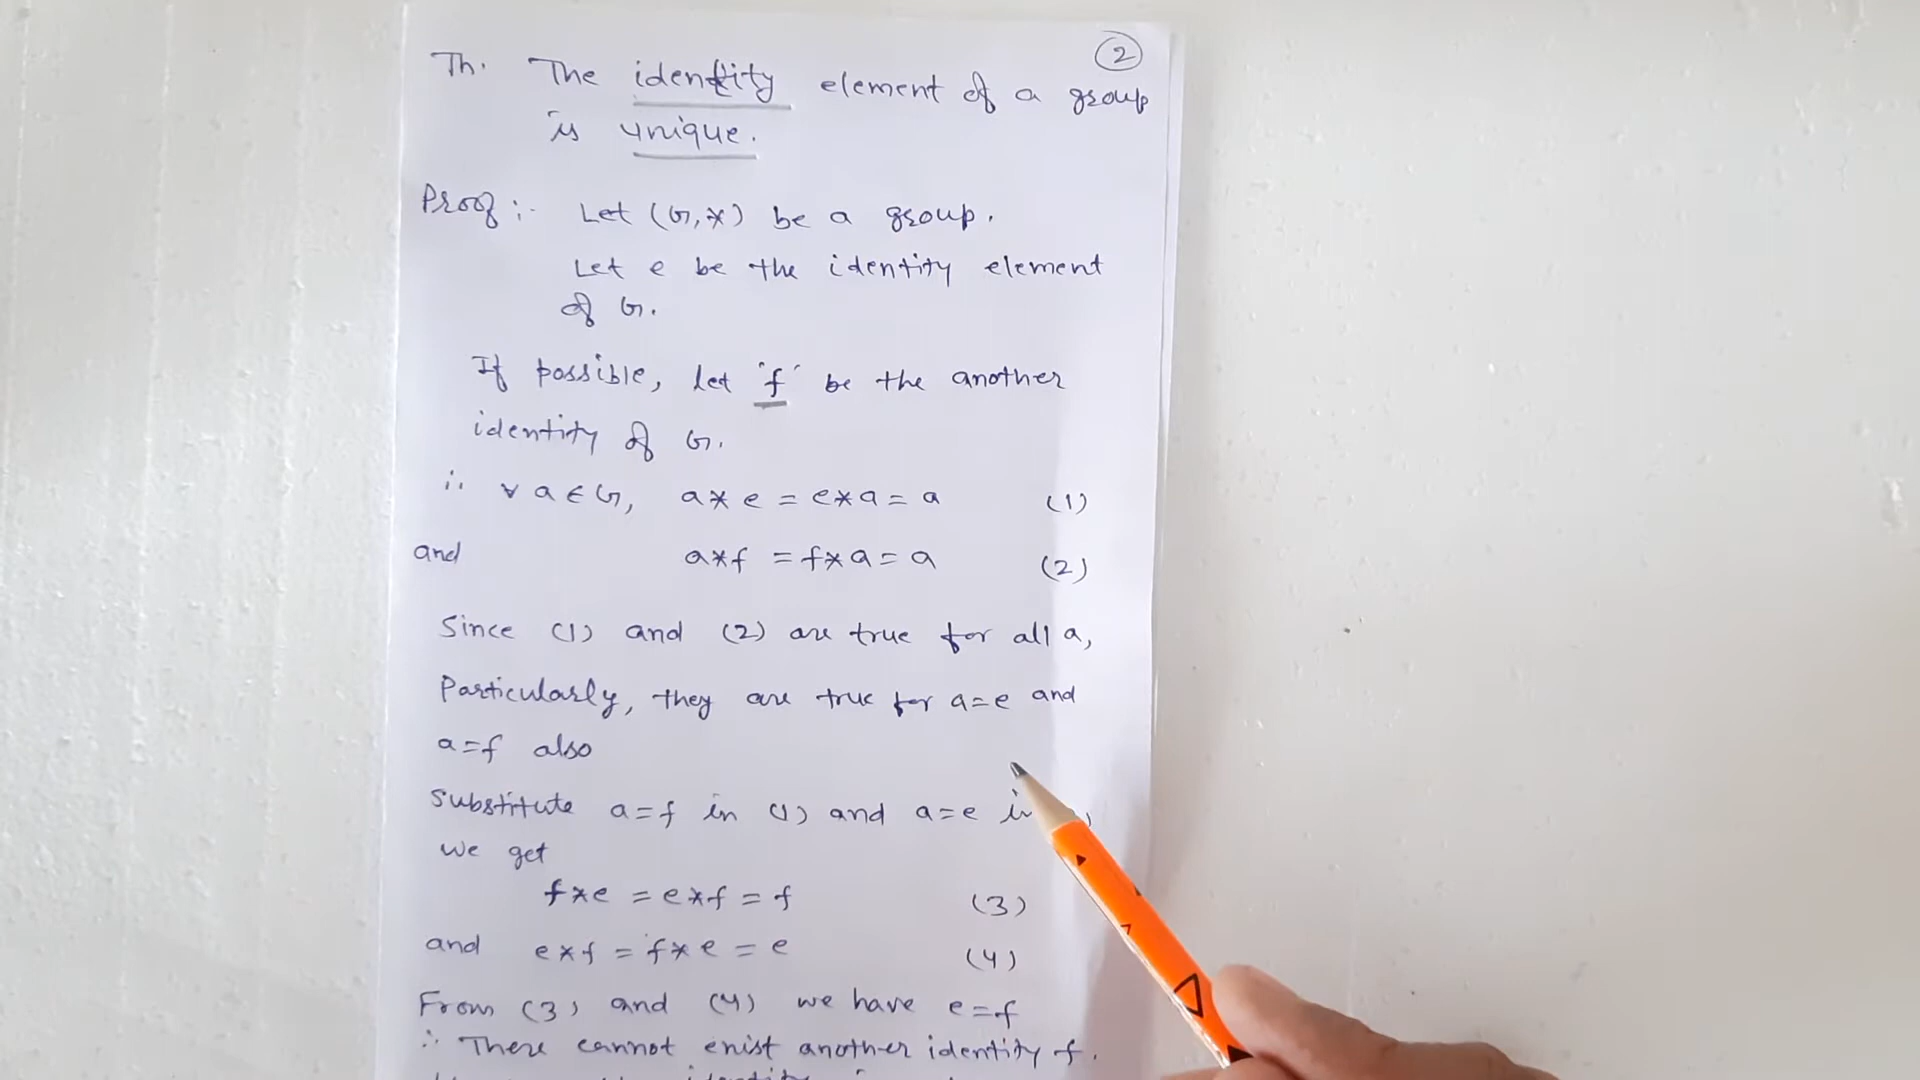 ②
Th. The identity element of a group
is unique.
Proof :- Let (G,*) be a group.
Let e be the identity element
of G.
If possible, let 'f' be the another
identity of G.
∴ ∀ a ∈ G, a * e = e * a = a (1)
and a * f = f * a = a (2)
Since (1) and (2) are true for all a,
Particularly, they are true for a=e and
a=f also
Substitute a=f in (1) and a=e in
we get
f * e = e * f = f (3)
and e * f = f * e = e (4)
From (3) and (4) we have e=f
∴ There cannot exist another identity f.